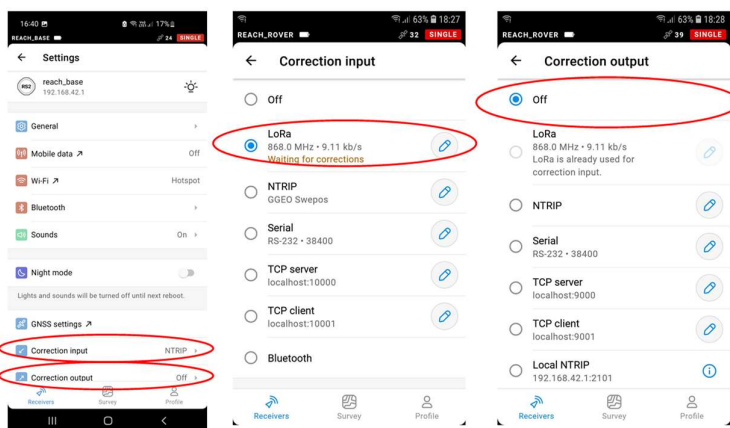 16:40 17%
REACH_BASE 24 SINGLE
Settings
RS2 reach_base
192.168.42.1
General
Mobile data Off
Wi-Fi Hotspot
Bluetooth
Sounds On
Night mode
Lights and sounds will be turned off until next reboot.
GNSS settings
Correction input NTRIP
Correction output Off
Receivers Survey Profile
63% 18:27
REACH_ROVER 32 SINGLE
Correction input
Off
LoRa
868.0 MHz • 9.11 kb/s
Waiting for corrections
NTRIP
GGEO Swepos
Serial
RS-232 • 38400
TCP server
localhost:10000
TCP client
localhost:10001
Bluetooth
Receivers Survey Profile
63% 18:28
REACH_ROVER 39 SINGLE
Correction output
Off
LoRa
868.0 MHz • 9.11 kb/s
LoRa is already used for
correction input.
NTRIP
Serial
RS-232 • 38400
TCP server
localhost:9000
TCP client
localhost:9001
Local NTRIP
192.168.42.1:2101
Receivers Survey Profile